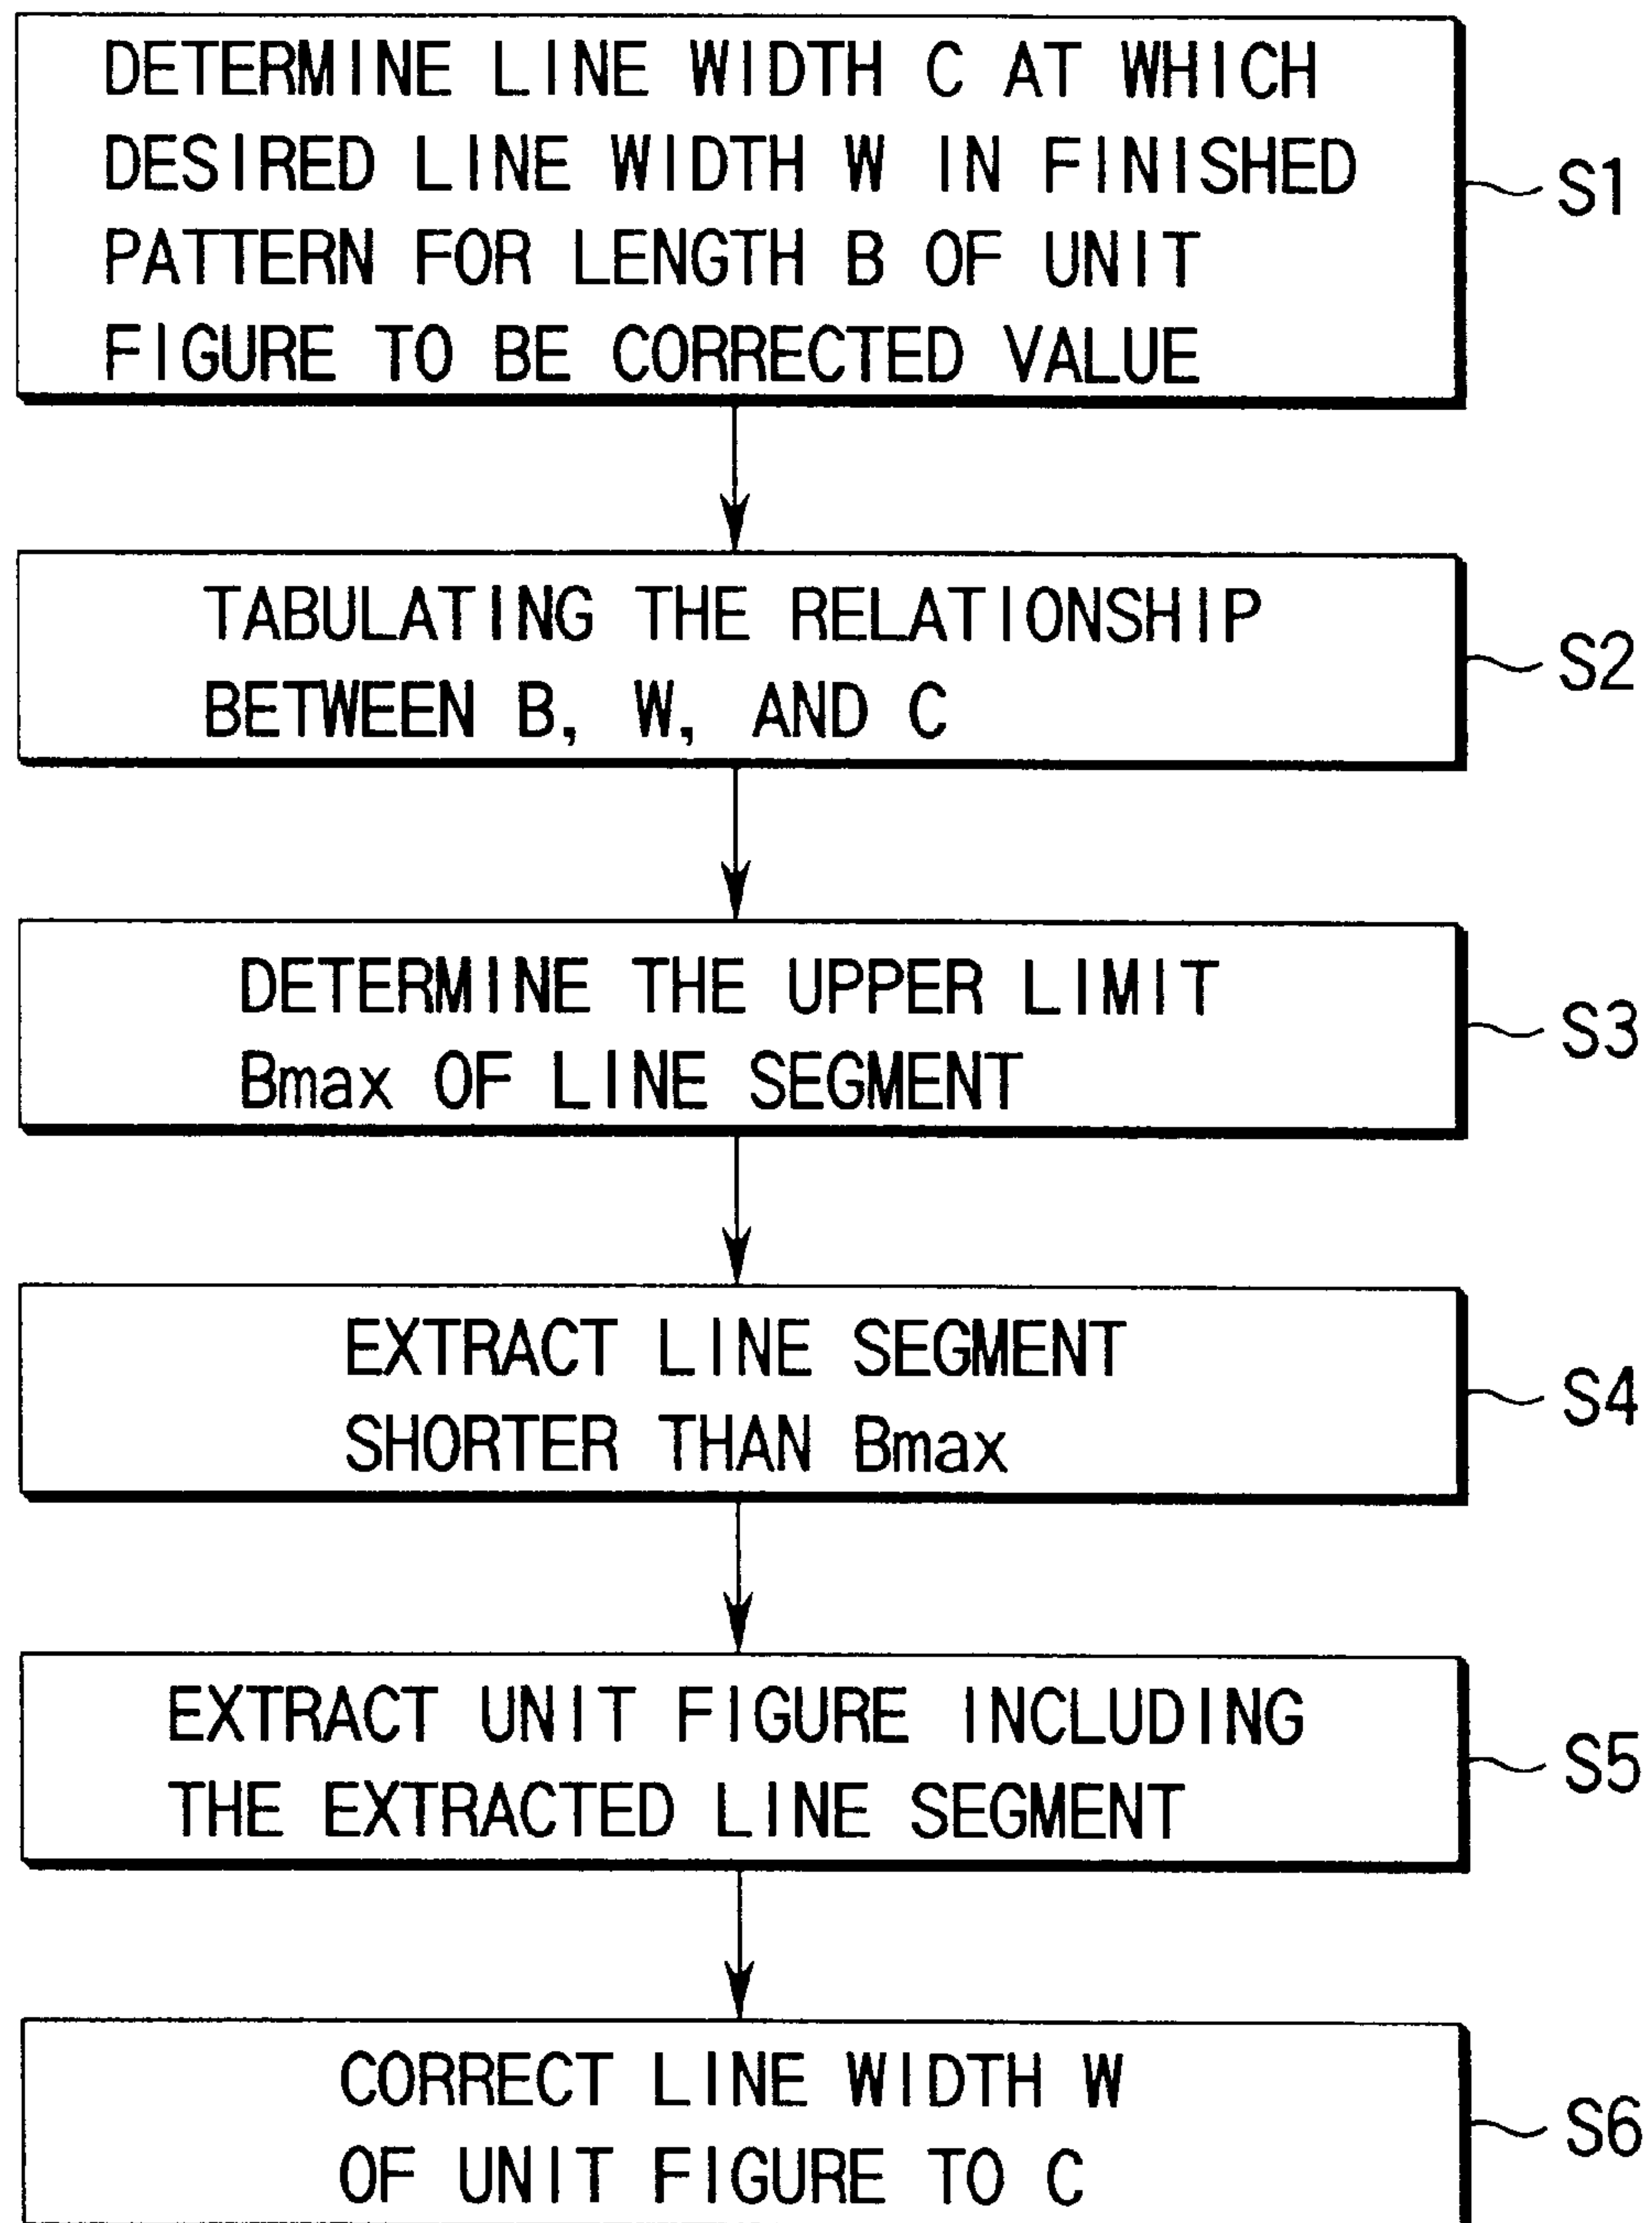 DETERMINE LINE WIDTH C AT WHICH
DESIRED LINE WIDTH W IN FINISHED
PATTERN FOR LENGTH B OF UNIT
FIGURE TO BE CORRECTED VALUE
S1
TABULATING THE RELATIONSHIP
BETWEEN B, W, AND C
S2
DETERMINE THE UPPER LIMIT
Bmax OF LINE SEGMENT
S3
EXTRACT LINE SEGMENT
SHORTER THAN Bmax
S4
EXTRACT UNIT FIGURE INCLUDING
THE EXTRACTED LINE SEGMENT
S5
CORRECT LINE WIDTH W
OF UNIT FIGURE TO C
S6